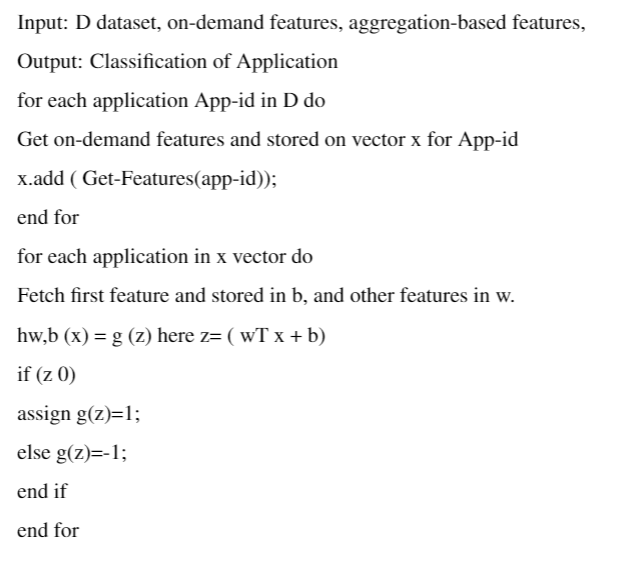 Input: D dataset, on-demand features, aggregation-based features,
Output: Classification of Application
for each application App-id in D do
Get on-demand features and stored on vector x for App-id
x.add ( Get-Features(app-id));
end for
for each application in x vector do
Fetch first feature and stored in b, and other features in w.
hw,b (x) = g (z) here z= ( wT x + b)
if (z 0)
assign g(z)=1;
else g(z)=-1;
end if
end for